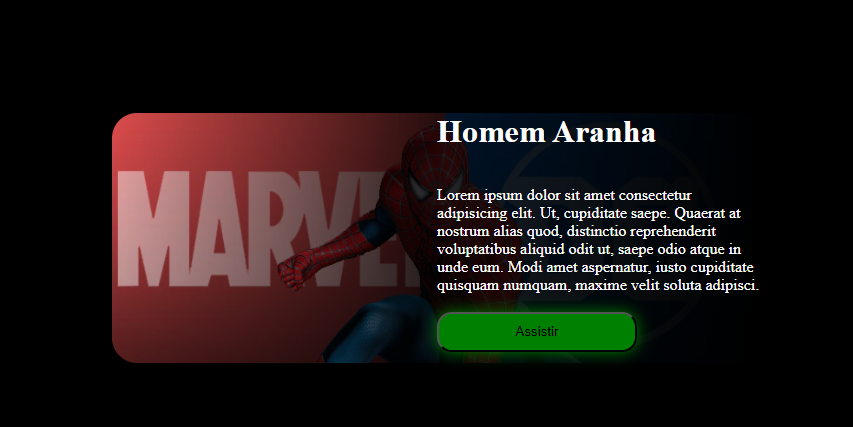 Homem Aranha
MARVEL
Lorem ipsum dolor sit amet consectetur
adipisicing elit. Ut, cupiditate saepe. Quaerat at
nostrum alias quod, distinctio reprehenderit
voluptatibus aliquid odit ut, saepe odio atque in
unde eum. Modi amet aspernatur, iusto cupiditate
quisquam numquam, maxime velit soluta adipisci.
Assistir